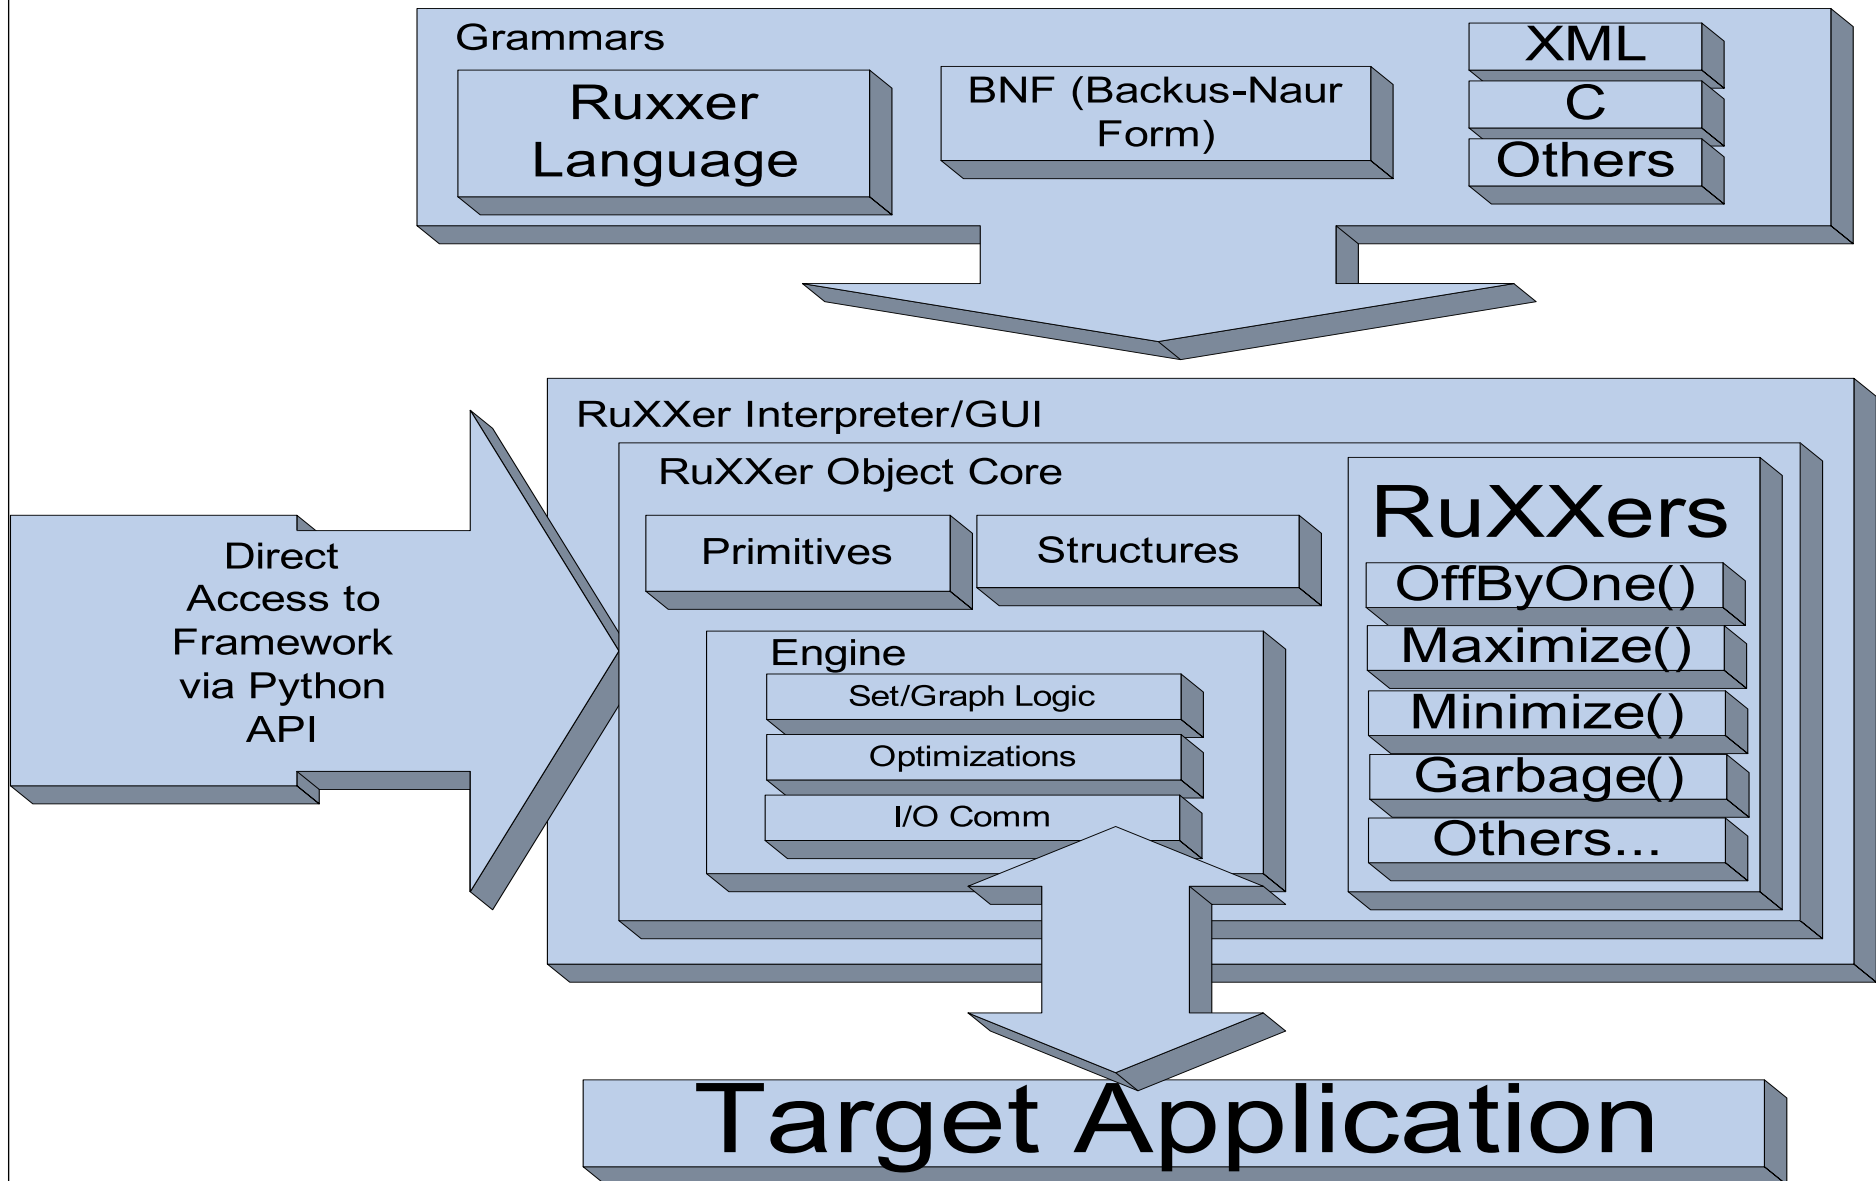 Grammars
Ruxxer
Language
BNF (Backus-Naur
Form)
XML
C
Others
Direct
Access to
Framework
via Python
API
RuXXer Interpreter/GUI
RuXXer Object Core
Primitives
Structures
Engine
Set/Graph Logic
Optimizations
I/O Comm
RuXXers
OffByOne()
Maximize()
Minimize()
Garbage()
Others...
Target Application